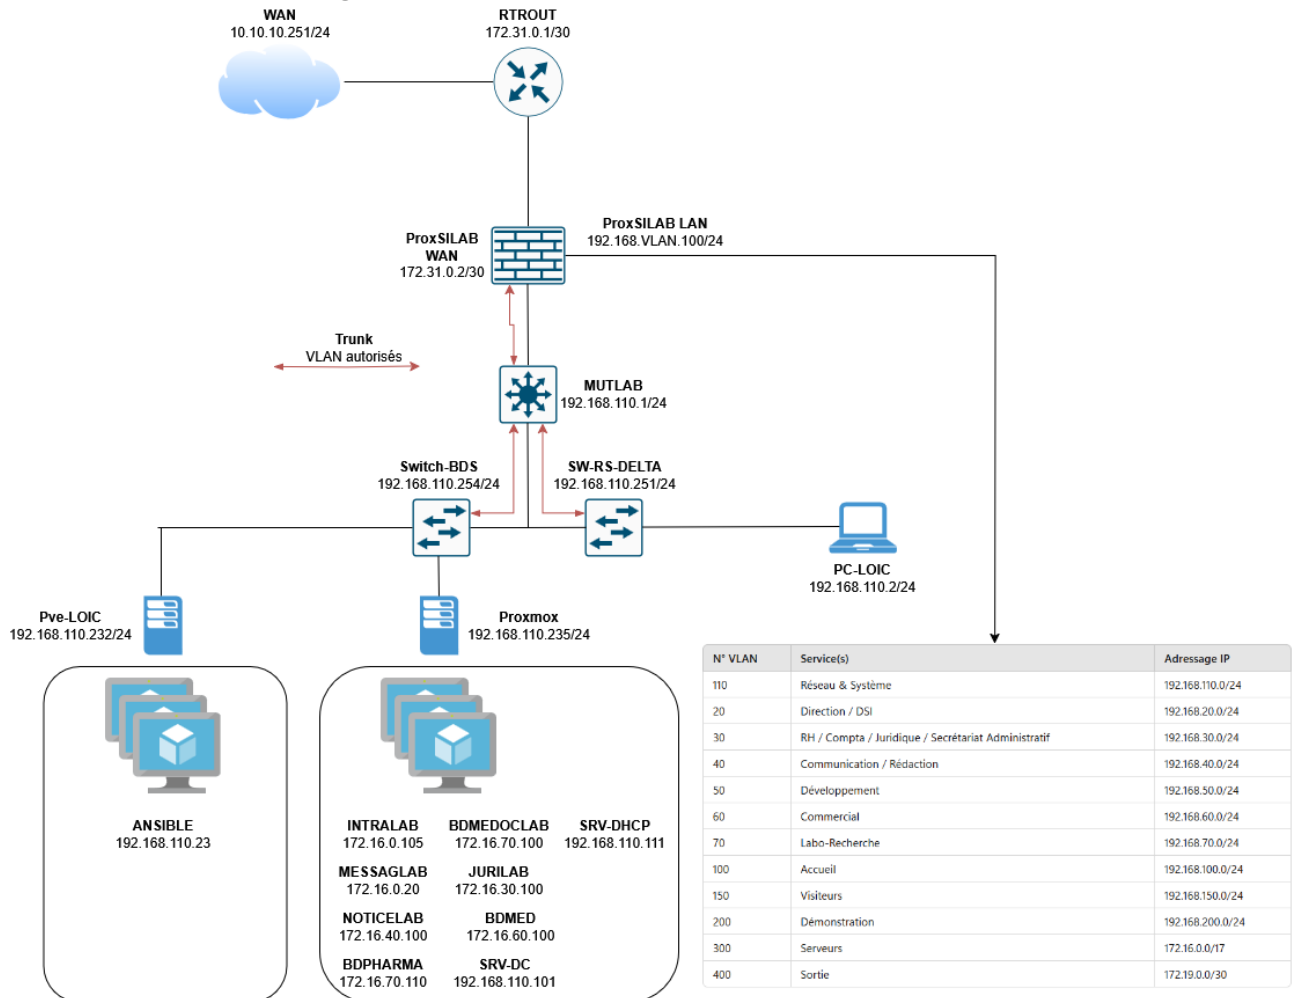 WAN
10.10.10.251/24
RTROUT
172.31.0.1/30
ProxSILAB LAN
192.168.VLAN.100/24
ProxSILAB
WAN
172.31.0.2/30
Trunk
VLAN autorisés
MUTLAB
192.168.110.1/24
Switch-BDS
192.168.110.254/24
SW-RS-DELTA
192.168.110.251/24
PC-LOIC
192.168.110.2/24
Pve-LOIC
192.168.110.232/24
Proxmox
192.168.110.235/24
ANSIBLE
192.168.110.23
INTRALAB
172.16.0.105
BDMEDOCLAB
172.16.70.100
SRV-DHCP
192.168.110.111
MESSAGLAB
172.16.0.20
JURILAB
172.16.30.100
NOTICELAB
172.16.40.100
BDMED
172.16.60.100
BDPHARMA
172.16.70.110
SRV-DC
192.168.110.101
N° VLAN Service(s) Adressage IP
110 Réseau & Système 192.168.110.0/24
20 Direction / DSI 192.168.20.0/24
30 RH / Compta / Juridique / Secrétariat Administratif 192.168.30.0/24
40 Communication / Rédaction 192.168.40.0/24
50 Développement 192.168.50.0/24
60 Commercial 192.168.60.0/24
70 Labo-Recherche 192.168.70.0/24
100 Accueil 192.168.100.0/24
150 Visiteurs 192.168.150.0/24
200 Démonstration 192.168.200.0/24
300 Serveurs 172.16.0.0/17
400 Sortie 172.19.0.0/30